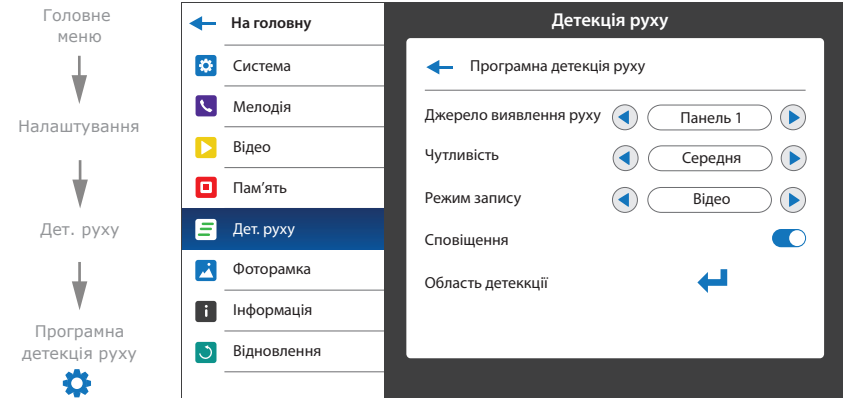 Головне
меню
Налаштування
Дет. руху
Програмна
детекція руху
На головну
Система
Мелодія
Відео
Пам’ять
Дет. руху
Фоторамка
Інформація
Відновлення
Детекція руху
Програмна детекція руху
Джерело виявлення руху Панель 1
Чутливість Середня
Режим запису Відео
Сповіщення
Область детеккції